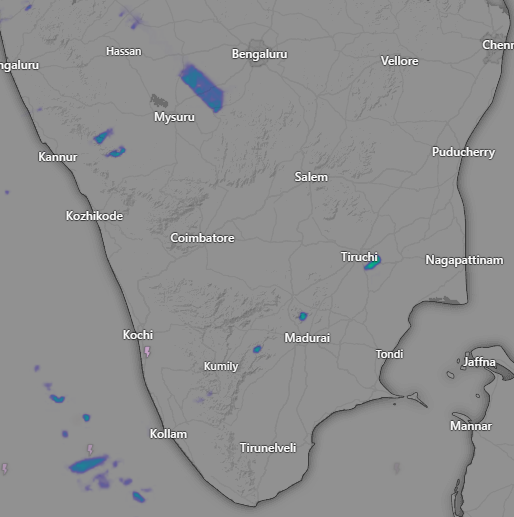 Hassan
Bengaluru
Chenn
ngaluru
Vellore
Mysuru
Kannur
Puducherry
Salem
Kozhikode
Coimbatore
Tiruchi
Nagapattinam
Kochi
Madurai
Tondi
Kumily
Jaffna
Kollam
Mannar
Tirunelveli